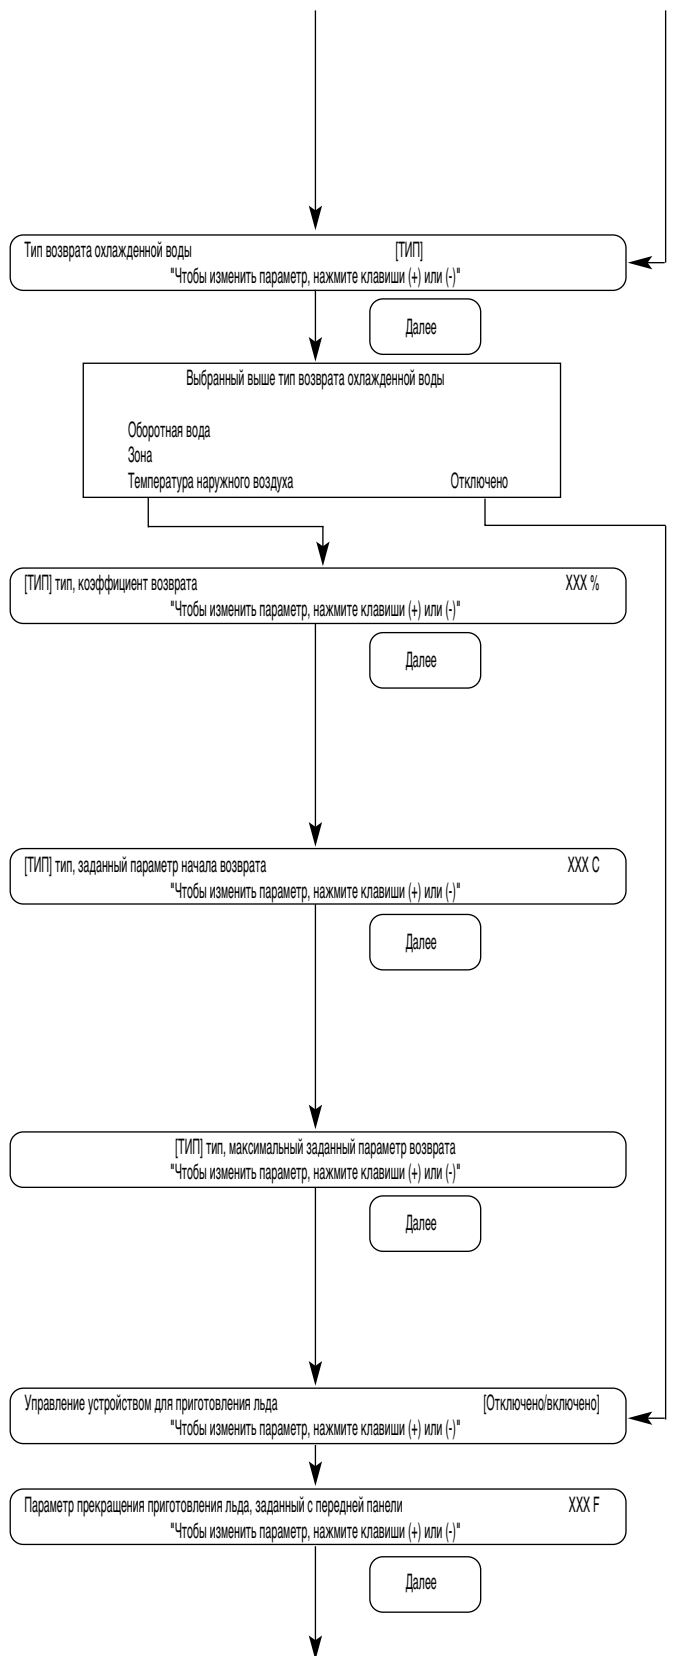 Тип возврата охлажденной воды [ТИП]
"Чтобы изменить параметр, нажмите клавиши (+) или (-)"
Далее
Выбранный выше тип возврата охлажденной воды
Оборотная вода
Зона
Температура наружного воздуха Отключено
[ТИП] тип, коэффициент возврата XXX %
"Чтобы изменить параметр, нажмите клавиши (+) или (-)"
Далее
[ТИП] тип, заданный параметр начала возврата XXX C
"Чтобы изменить параметр, нажмите клавиши (+) или (-)"
Далее
[ТИП] тип, максимальный заданный параметр возврата
"Чтобы изменить параметр, нажмите клавиши (+) или (-)"
Далее
Управление устройством для приготовления льда [Отключено/включено]
"Чтобы изменить параметр, нажмите клавиши (+) или (-)"
Параметр прекращения приготовления льда, заданный с передней панели XXX F
"Чтобы изменить параметр, нажмите клавиши (+) или (-)"
Далее